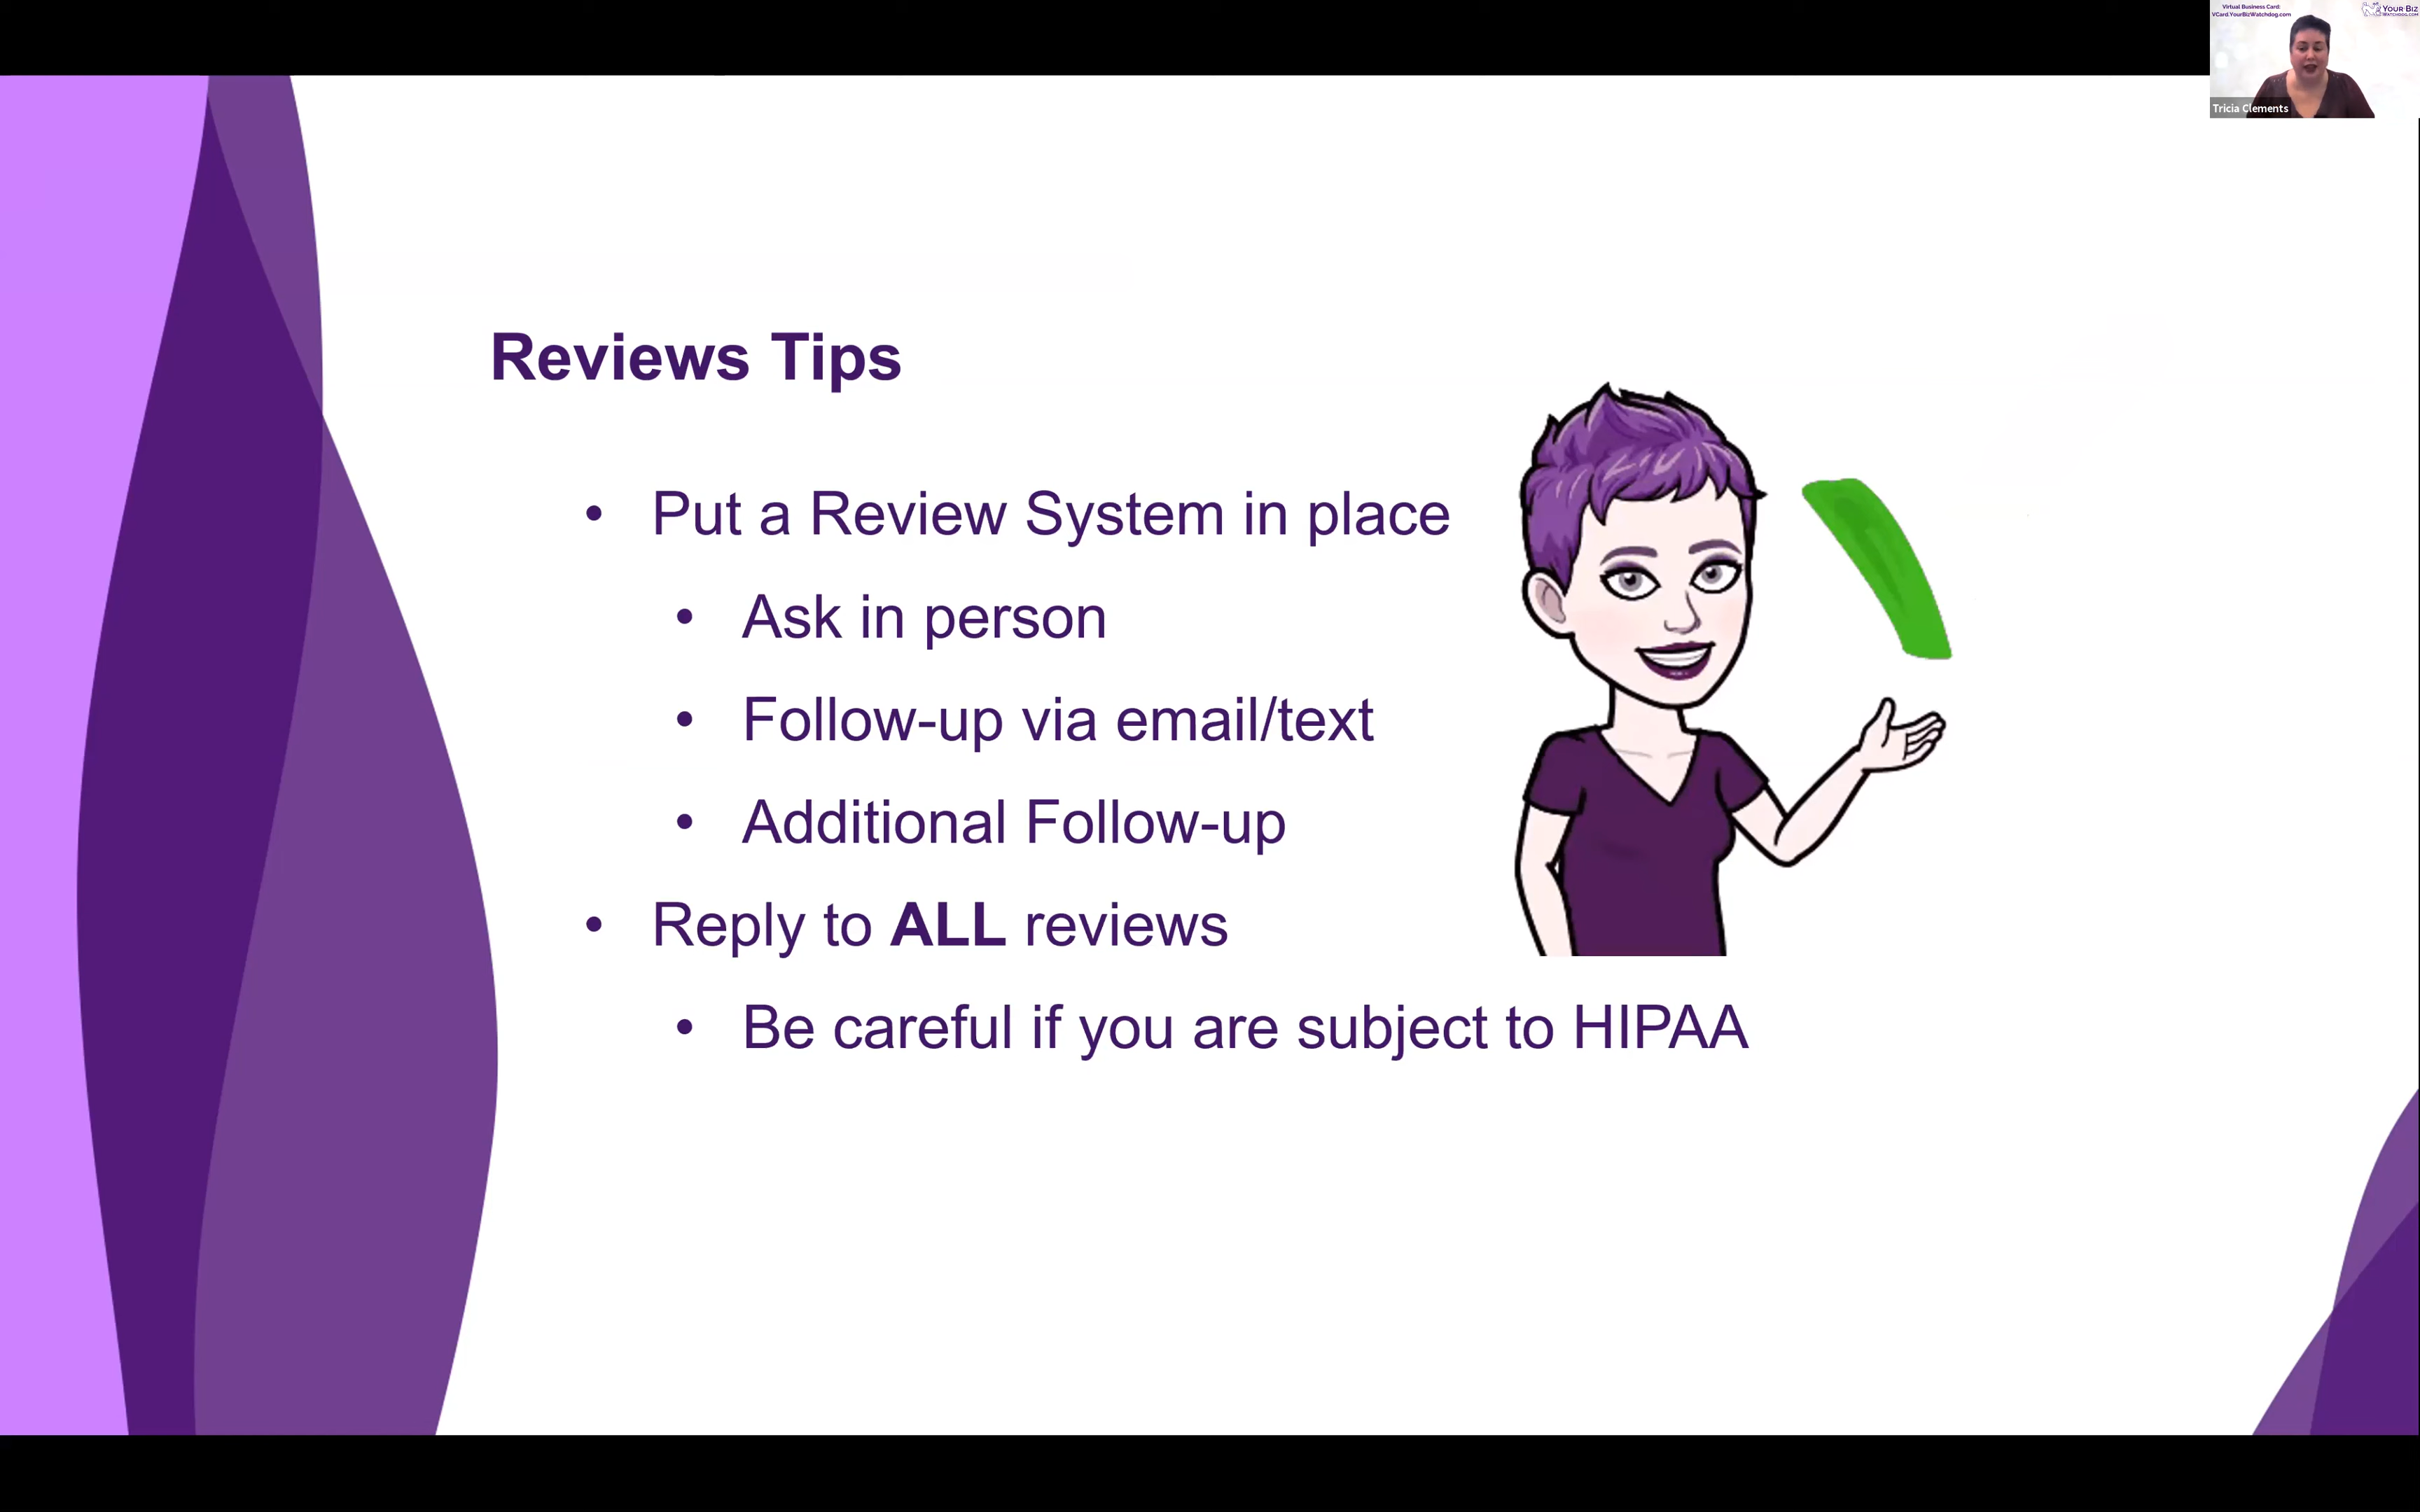 Virtual Business Card:
VCard.YourBizWatchdog.com
YOUR BIZ
WATCHDOG.COM
Tricia Clements
Reviews Tips
• Put a Review System in place
• Ask in person
• Follow-up via email/text
• Additional Follow-up
• Reply to ALL reviews
• Be careful if you are subject to HIPAA